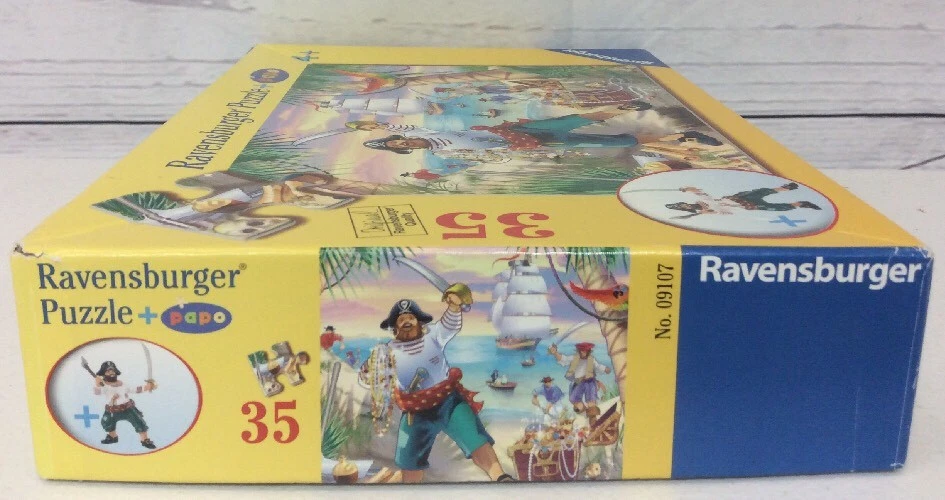 4+
Ravensburger Puzzle +
35
Ravensburger®
Puzzle + papo
+
35
No. 09107
Ravensburger